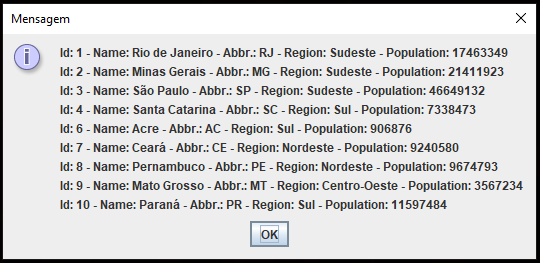 Mensagem
Id: 1 - Name: Rio de Janeiro - Abbr.: RJ - Region: Sudeste - Population: 17463349
Id: 2 - Name: Minas Gerais - Abbr.: MG - Region: Sudeste - Population: 21411923
Id: 3 - Name: São Paulo - Abbr.: SP - Region: Sudeste - Population: 46649132
Id: 4 - Name: Santa Catarina - Abbr.: SC - Region: Sul - Population: 7338473
Id: 6 - Name: Acre - Abbr.: AC - Region: Sul - Population: 906876
Id: 7 - Name: Ceará - Abbr.: CE - Region: Nordeste - Population: 9240580
Id: 8 - Name: Pernambuco - Abbr.: PE - Region: Nordeste - Population: 9674793
Id: 9 - Name: Mato Grosso - Abbr.: MT - Region: Centro-Oeste - Population: 3567234
Id: 10 - Name: Paraná - Abbr.: PR - Region: Sul - Population: 11597484
OK